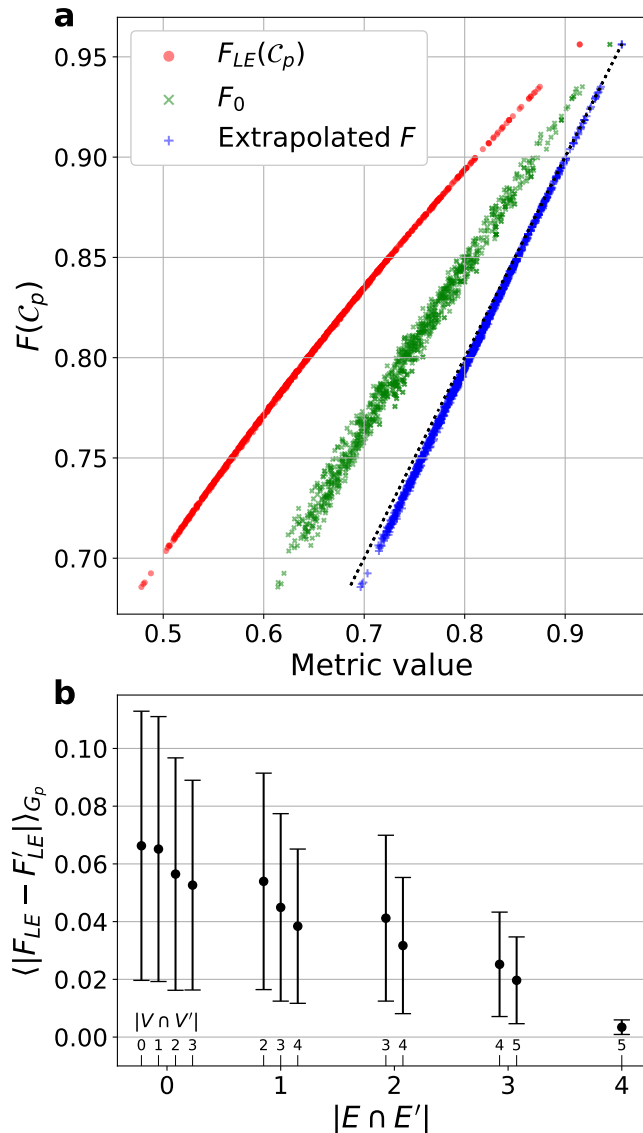 a
F_{LE}(𝒞_p)
F_0
Extrapolated F
0.95
0.90
0.85
0.80
0.75
0.70
F(𝒞_p)
0.5 0.6 0.7 0.8 0.9
Metric value
b
0.10
0.08
0.06
0.04
0.02
0.00
⟨|F_{LE} − F′_{LE}|⟩_{G_p}
|V ∩ V′|
0 1 2 3 2 3 4 3 4 4 5 5
0 1 2 3 4
|E ∩ E′|